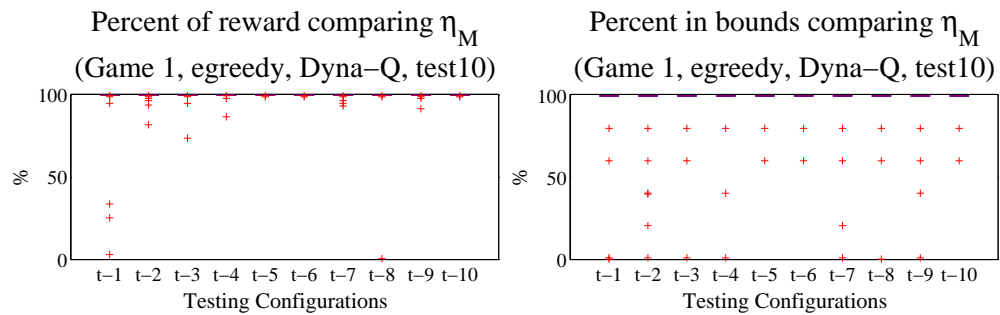 Percent of reward comparing η_M
(Game 1, egreedy, Dyna−Q, test10)
100
50
0
%
t−1 t−2 t−3 t−4 t−5 t−6 t−7 t−8 t−9 t−10
Testing Configurations
Percent in bounds comparing η_M
(Game 1, egreedy, Dyna−Q, test10)
100
50
0
%
t−1 t−2 t−3 t−4 t−5 t−6 t−7 t−8 t−9 t−10
Testing Configurations